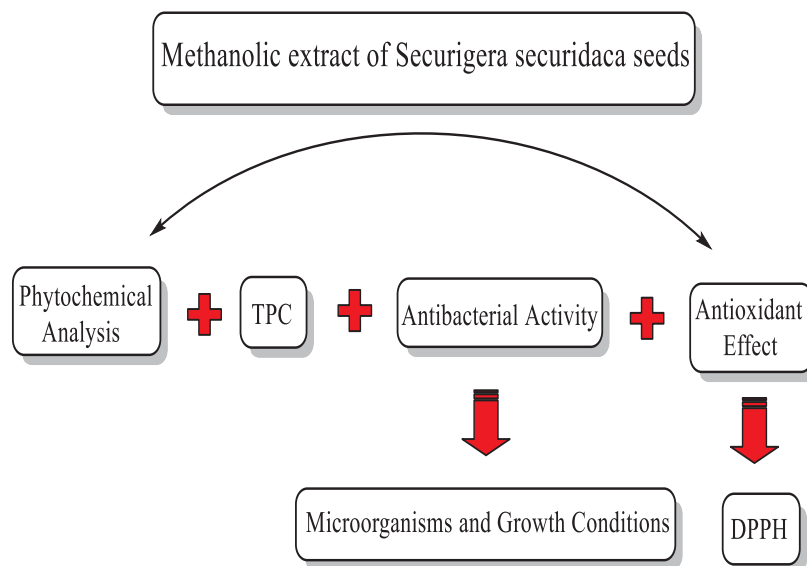 Methanolic extract of Securigera securidaca seeds
Phytochemical
Analysis
TPC
Antibacterial Activity
Antioxidant
Effect
Microorganisms and Growth Conditions
DPPH